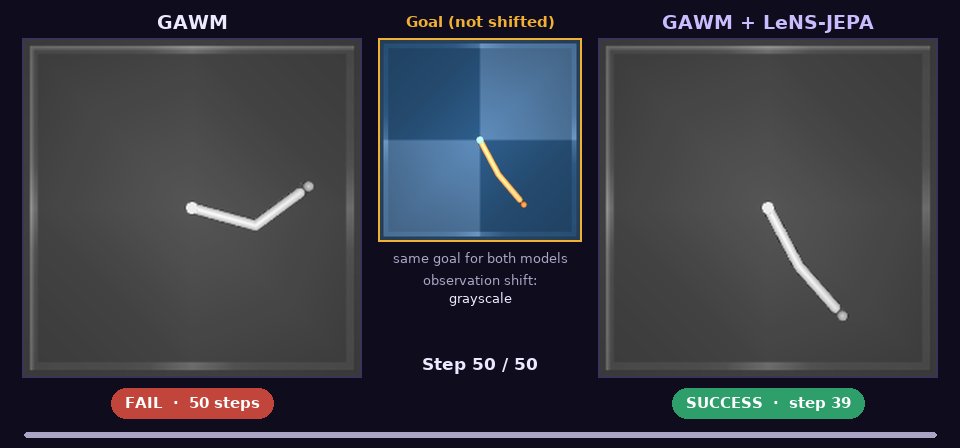 GAWM
Goal (not shifted)
GAWM + LeNS-JEPA
same goal for both models
observation shift:
grayscale
Step 50 / 50
FAIL · 50 steps
SUCCESS · step 39